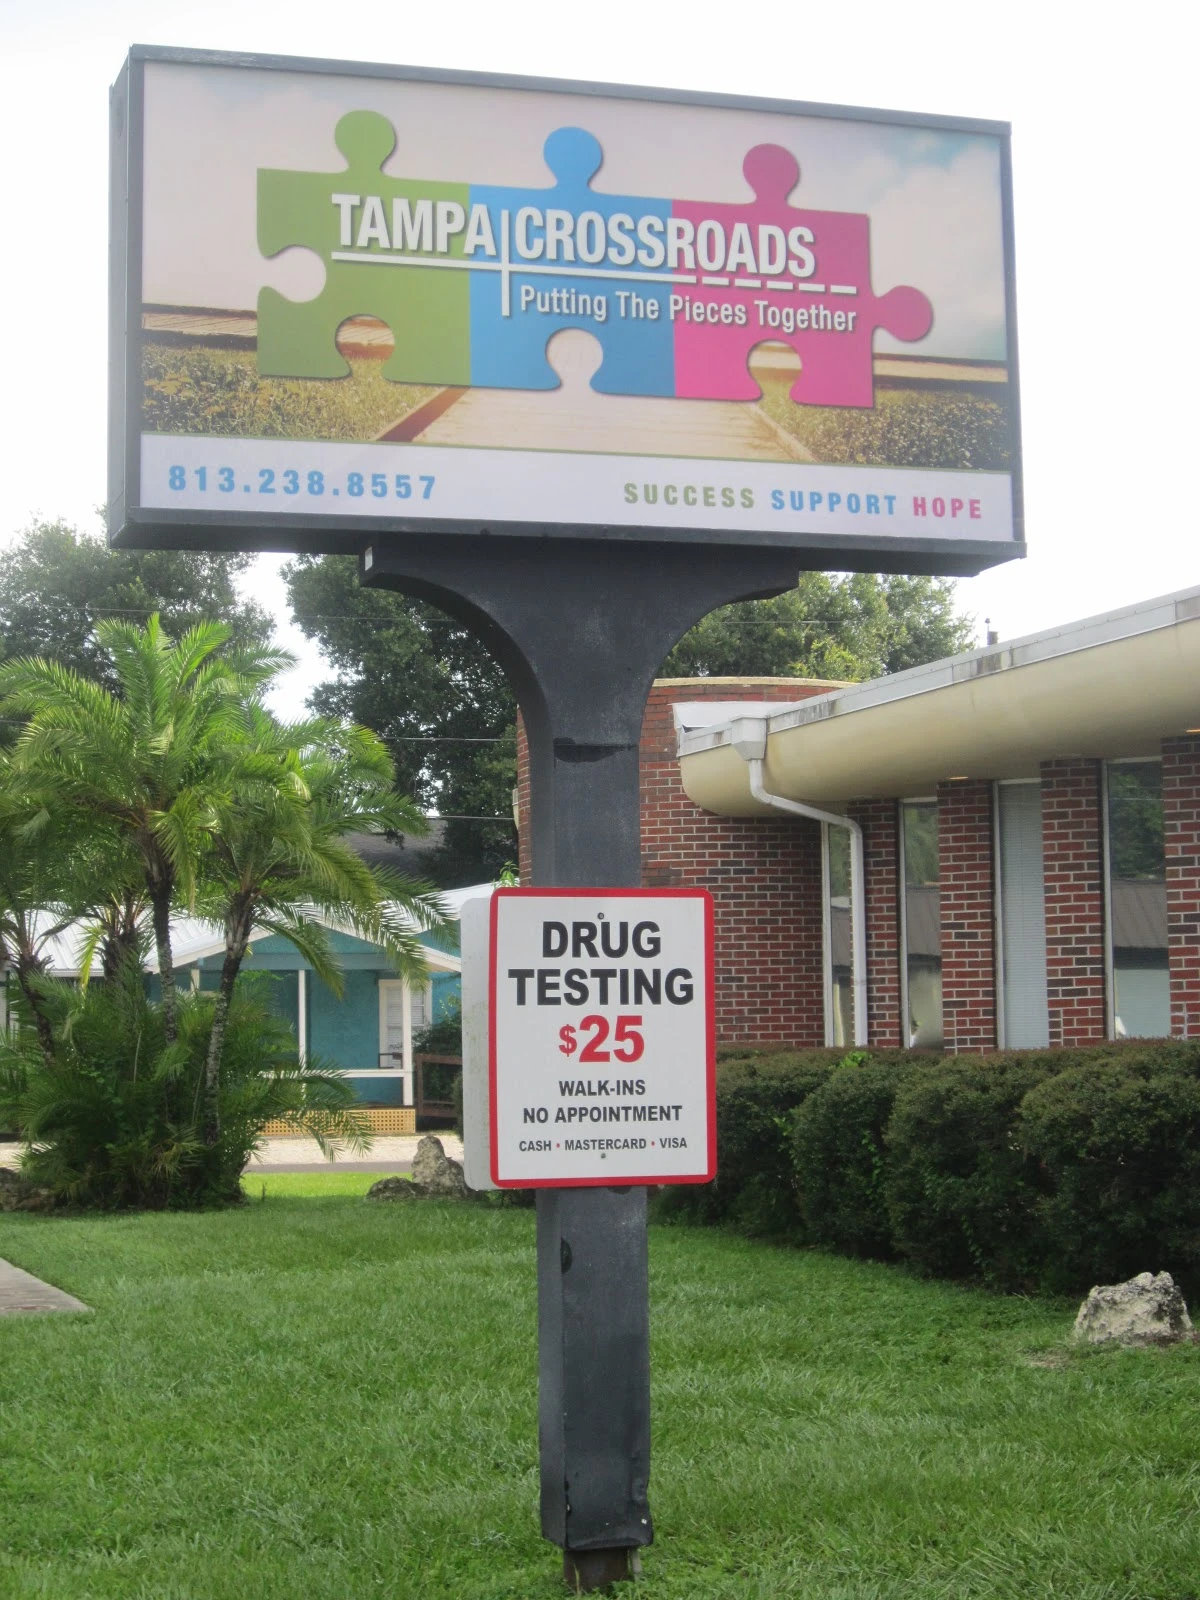 TAMPA CROSSROADS
Putting The Pieces Together
813.238.8557 SUCCESS SUPPORT HOPE
DRUG
TESTING
$25
WALK-INS
NO APPOINTMENT
CASH • MASTERCARD • VISA